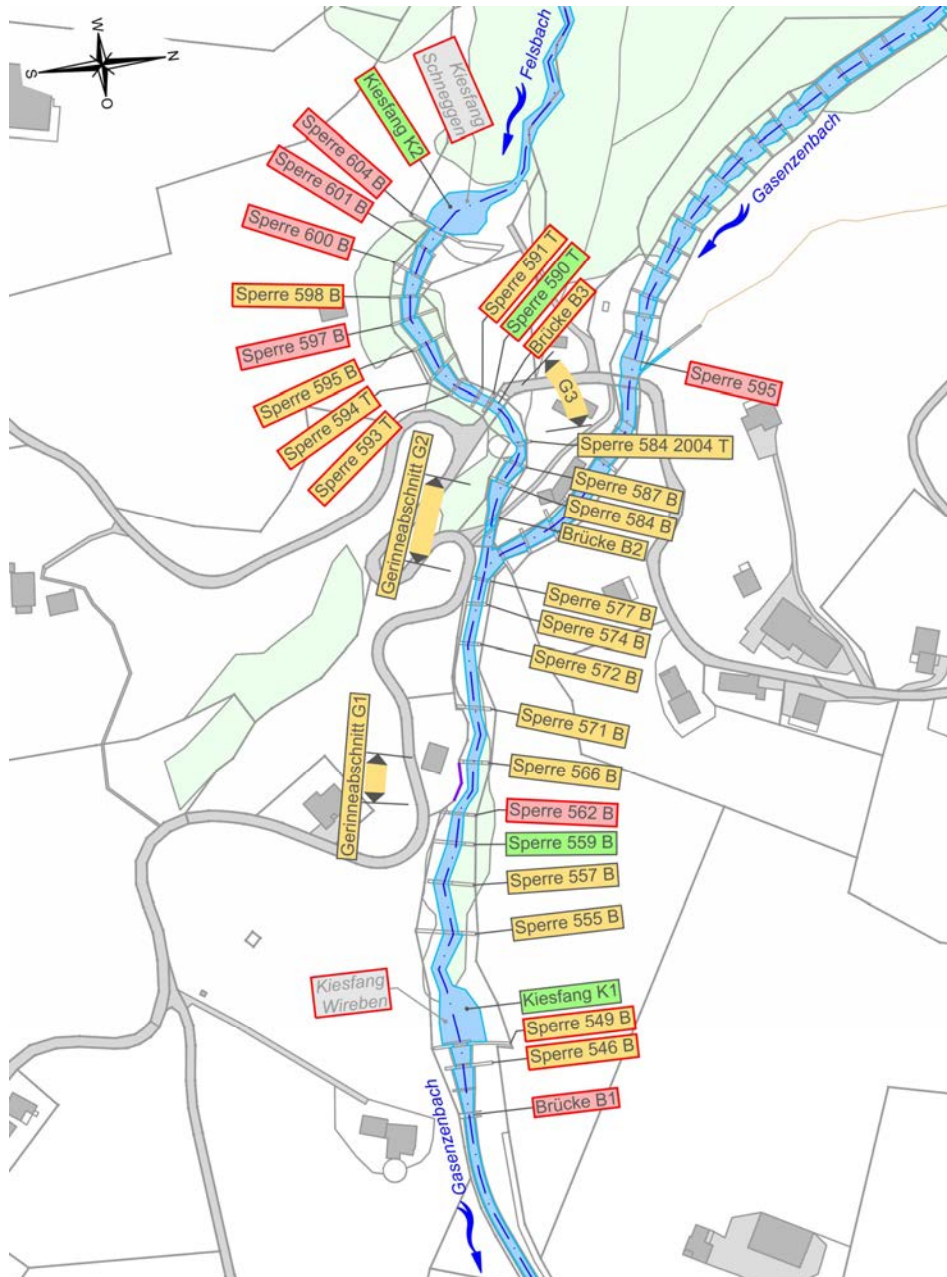 W
N
S
O
Felsbach
Gasenzenbach
Kiesfang
Schneggen
Kiesfang K2
Sperre 604 B
Sperre 601 B
Sperre 600 B
Sperre 598 B
Sperre 597 B
Sperre 595 B
Sperre 594 T
Sperre 593 T
Sperre 591 T
Sperre 590 T
Brücke B3
G3
Sperre 595
Sperre 584 2004 T
Sperre 587 B
Sperre 584 B
Brücke B2
Gerinneabschnitt G2
Sperre 577 B
Sperre 574 B
Sperre 572 B
Sperre 571 B
Sperre 566 B
Gerinneabschnitt G1
Sperre 562 B
Sperre 559 B
Sperre 557 B
Sperre 555 B
Kiesfang
Wireben
Kiesfang K1
Sperre 549 B
Sperre 546 B
Brücke B1
Gasenzenbach